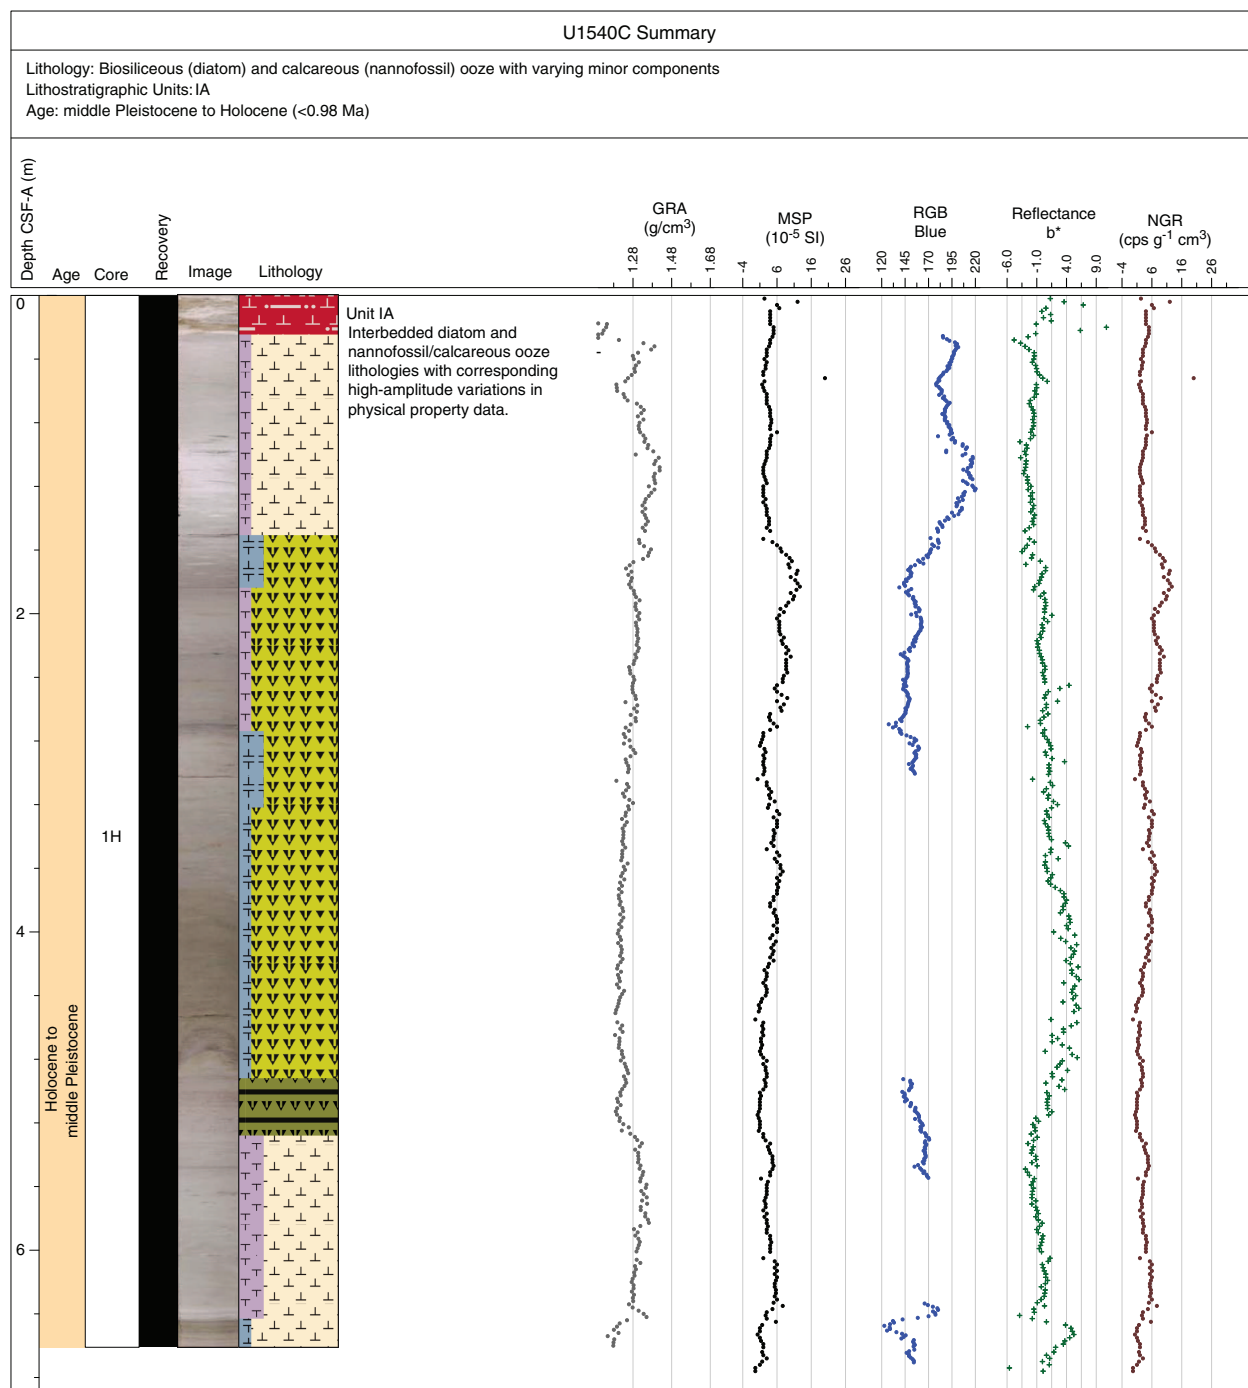 U1540C Summary
Lithology: Biosiliceous (diatom) and calcareous (nannofossil) ooze with varying minor components
Lithostratigraphic Units: IA
Age: middle Pleistocene to Holocene (<0.98 Ma)
Depth CSF-A (m)
Age
Core
Recovery
Image
Lithology
GRA
(g/cm³)
1.28 1.48 1.68
MSP
(10⁻⁵ SI)
-4 6 16 26
RGB
Blue
120 145 170 195 220
Reflectance
b*
-6.0 -1.0 4.0 9.0
NGR
(cps g⁻¹ cm³)
-4 6 16 26
0
2
4
6
Holocene to
middle Pleistocene
1H
Unit IA
Interbedded diatom and
nannofossil/calcareous ooze
lithologies with corresponding
high-amplitude variations in
physical property data.